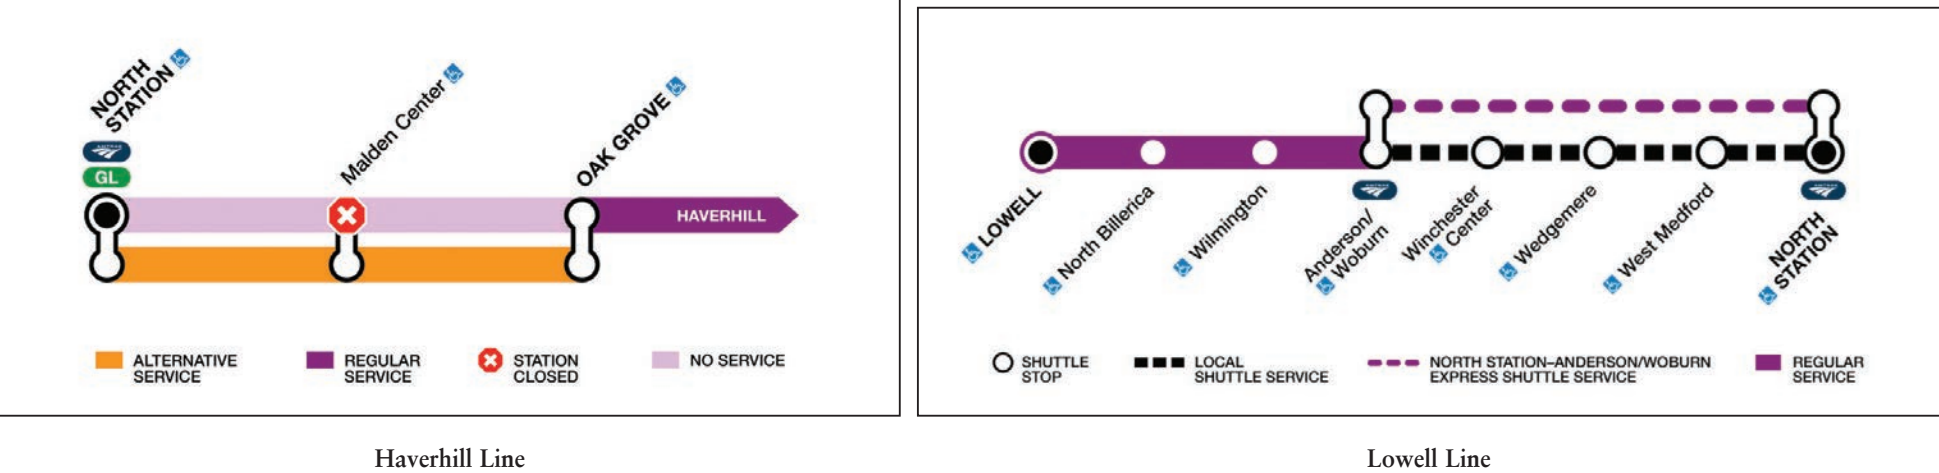 NORTH
STATION
Malden Center
OAK GROVE
GL
HAVERHILL
ALTERNATIVE
SERVICE
REGULAR
SERVICE
STATION
CLOSED
NO SERVICE
Haverhill Line
LOWELL
North Billerica
Wilmington
Anderson/
Woburn
Winchester
Center
Wedgemere
West Medford
NORTH
STATION
SHUTTLE
STOP
LOCAL
SHUTTLE SERVICE
NORTH STATION–ANDERSON/WOBURN
EXPRESS SHUTTLE SERVICE
REGULAR
SERVICE
Lowell Line